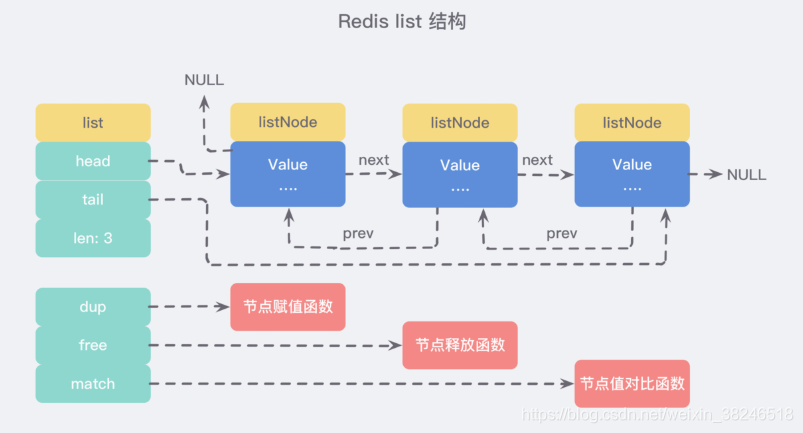 Redis list 结构
NULL
list
listNode
listNode
listNode
head
Value
....
next
Value
....
next
Value
....
NULL
tail
len: 3
prev
prev
dup
节点赋值函数
free
节点释放函数
match
节点值对比函数
https://blog.csdn.net/weixin_38246518